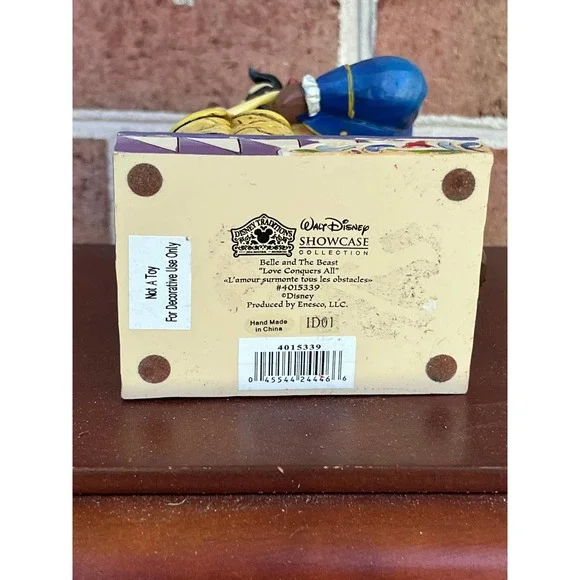 DISNEY TRADITIONS
WALT DISNEY
SHOWCASE
COLLECTION
Belle and The Beast
"Love Conquers All"
«L'amour surmonte tous les obstacles»
#4015339
©Disney
Produced by Enesco, LLC.
Hand Made
in China
1D01
4015339
0 45544 24446 6
Not A Toy
For Decorative Use Only